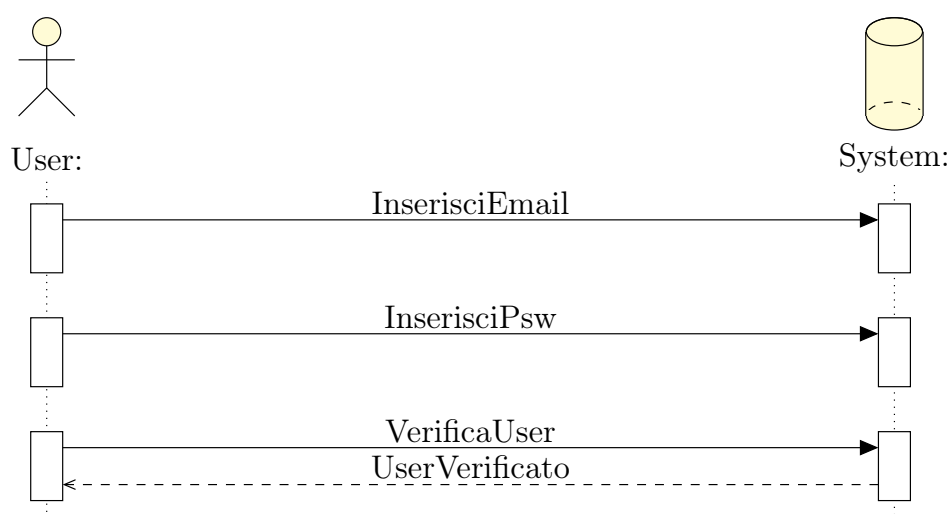 User:
System:
InserisciEmail
InserisciPsw
VerificaUser
UserVerificato